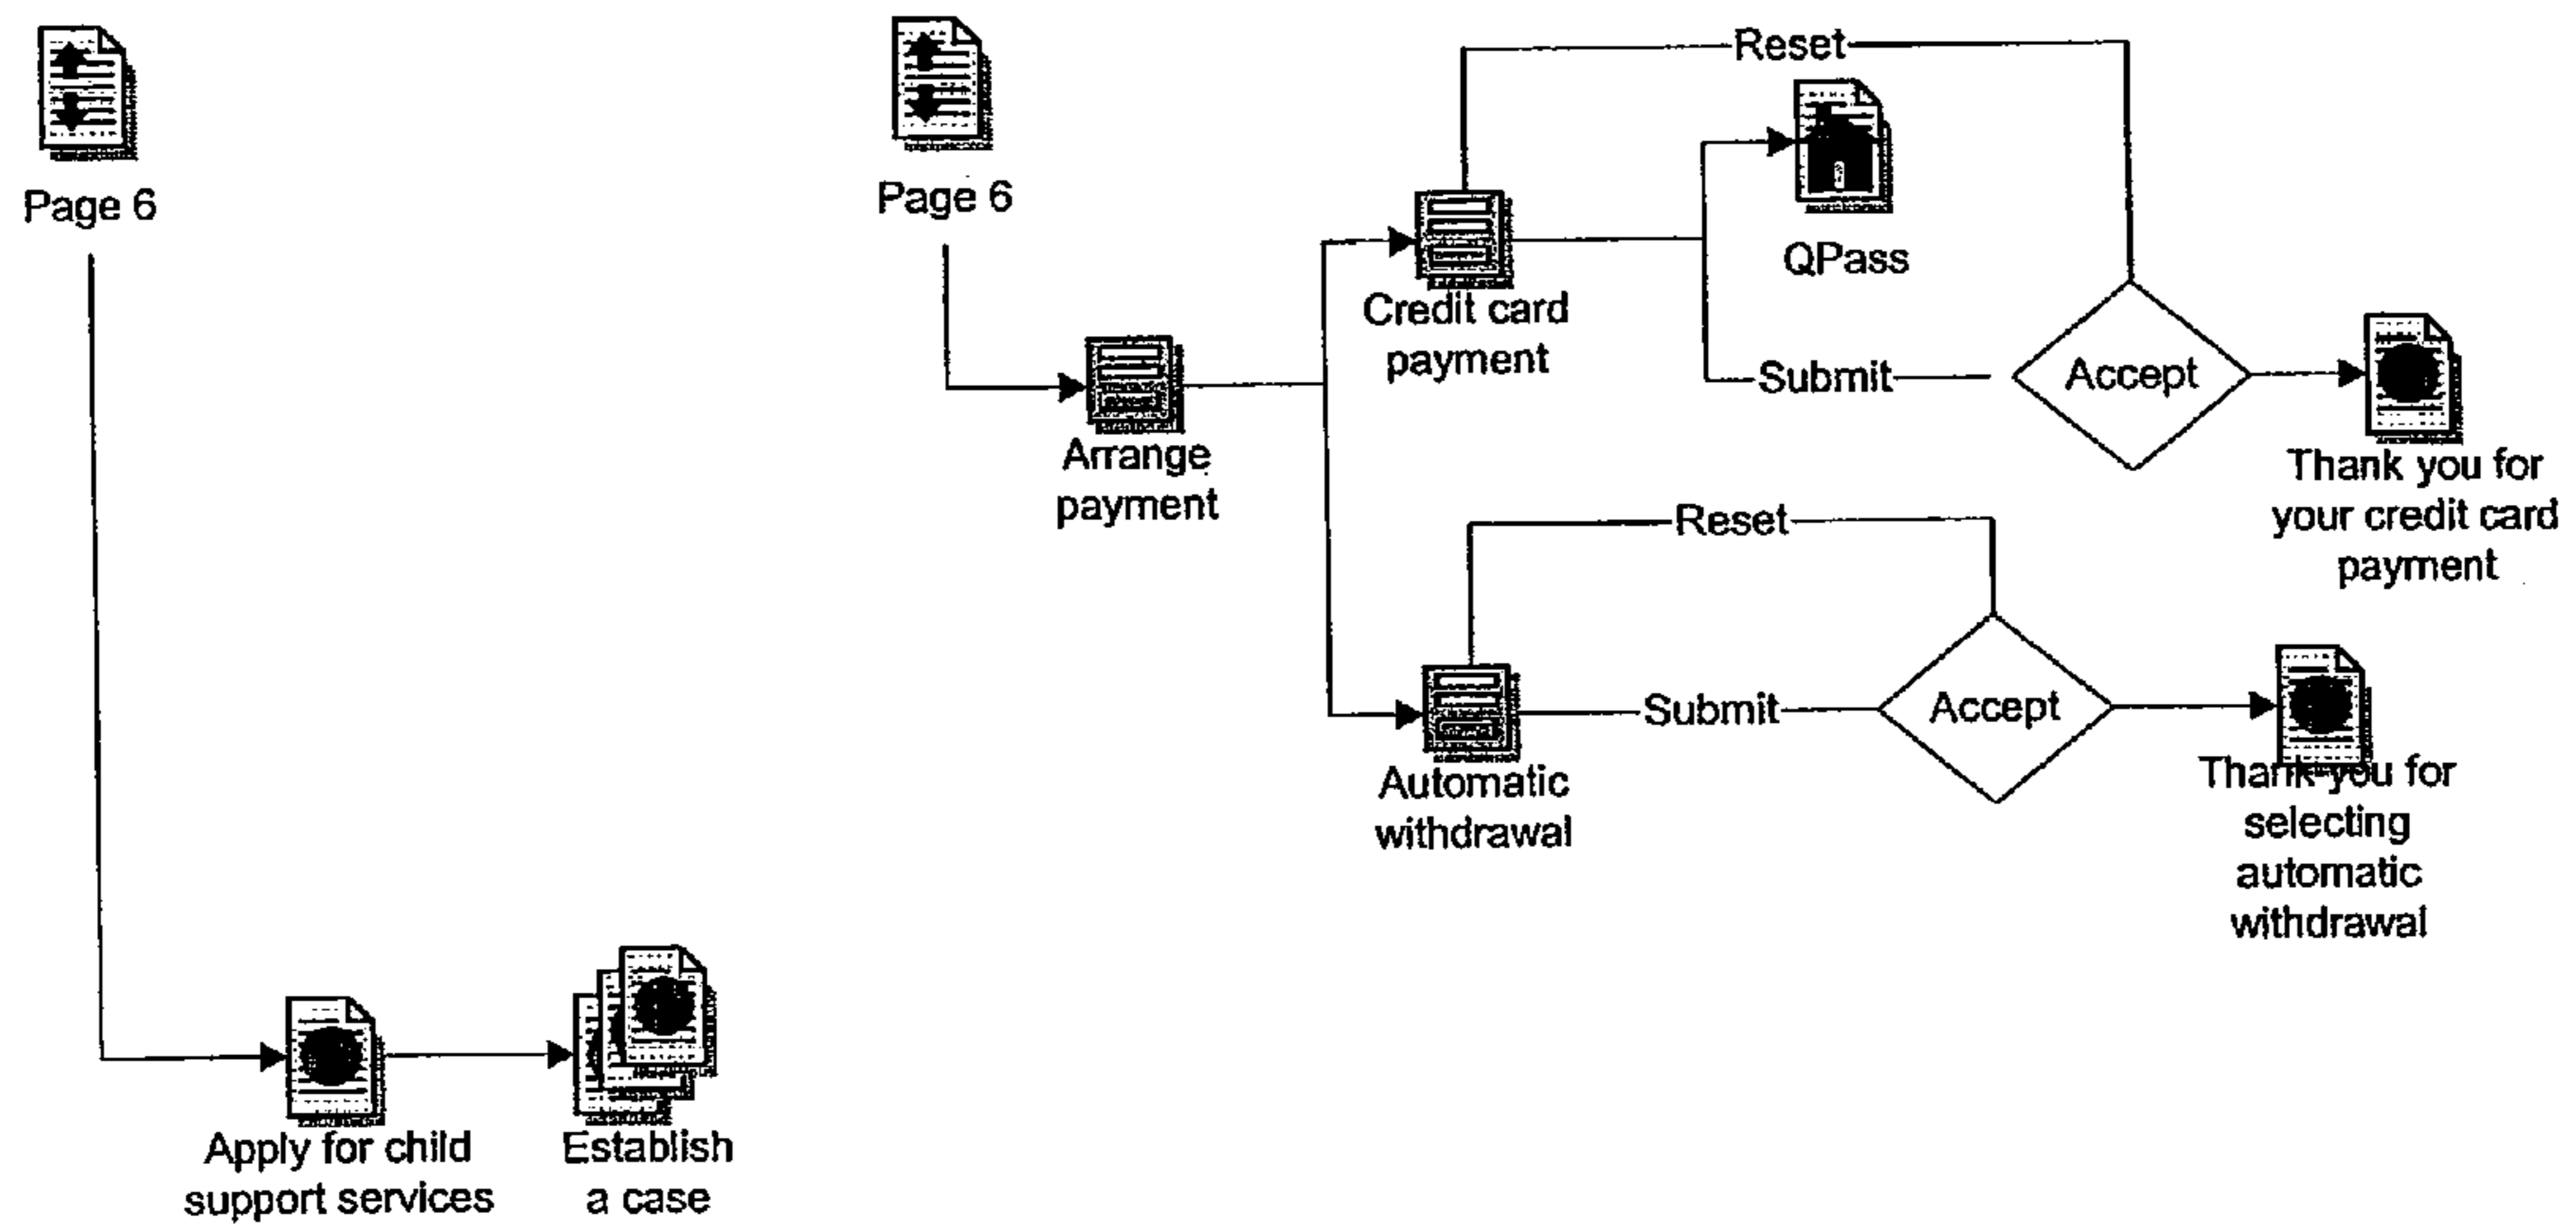 Page 6
Page 6
Reset
QPass
Credit card
payment
Submit
Accept
Arrange
payment
Thank you for
your credit card
payment
Reset
Submit
Accept
Automatic
withdrawal
Thank you for
selecting
automatic
withdrawal
Apply for child
support services
Establish
a case